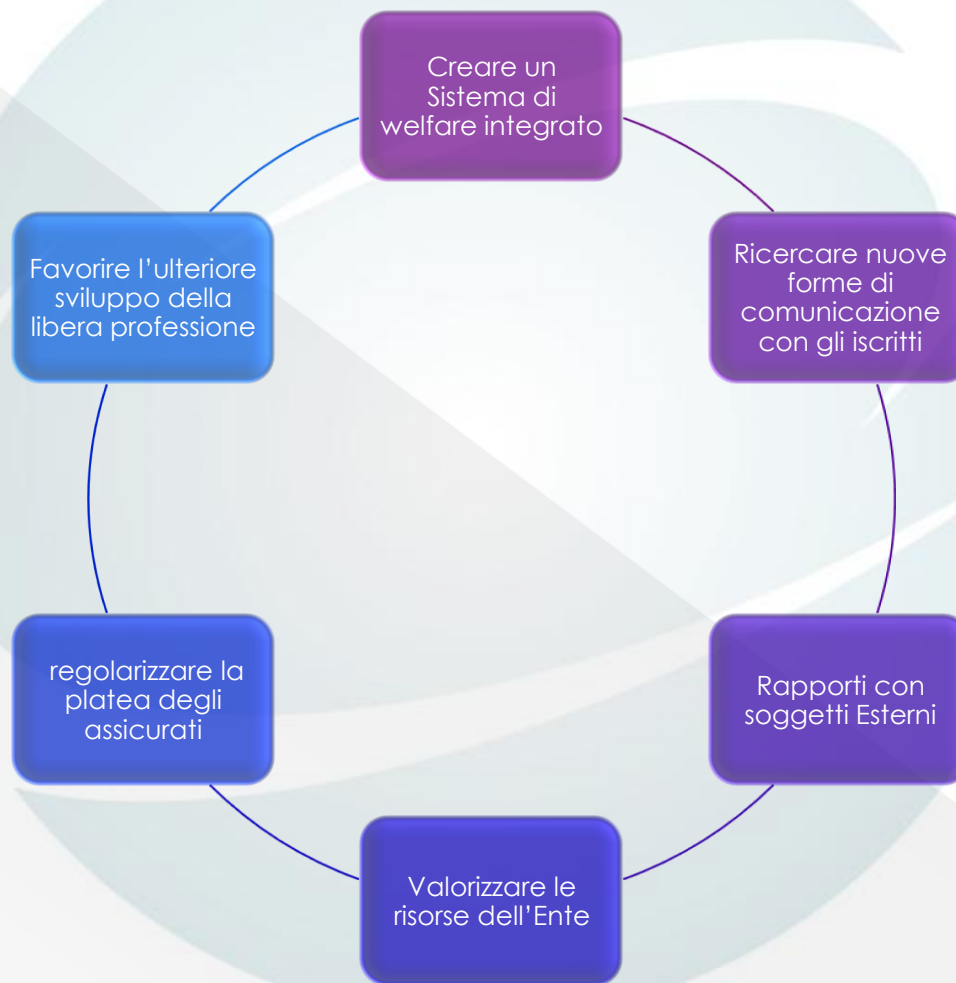 Creare un
Sistema di
welfare integrato
Ricercare nuove
forme di
comunicazione
con gli iscritti
Rapporti con
soggetti Esterni
Valorizzare le
risorse dell’Ente
regolarizzare la
platea degli
assicurati
Favorire l’ulteriore
sviluppo della
libera professione